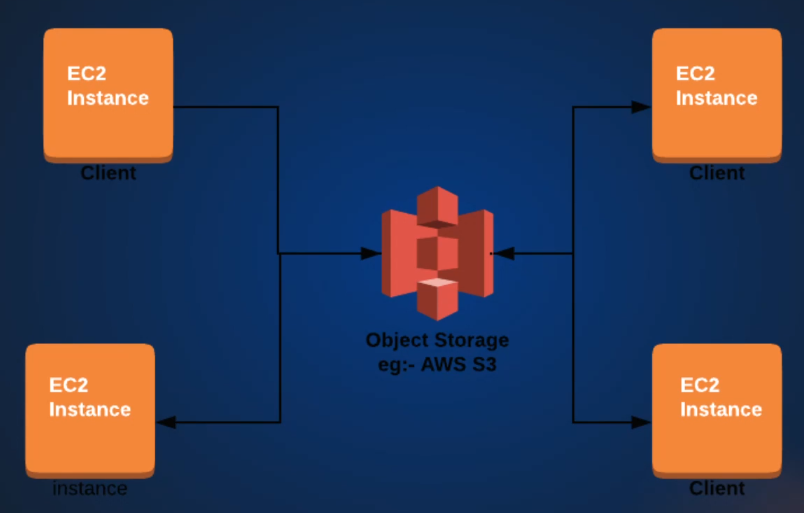 EC2
Instance
Client
EC2
Instance
Client
Object Storage
eg:- AWS S3
EC2
Instance
instance
EC2
Instance
Client